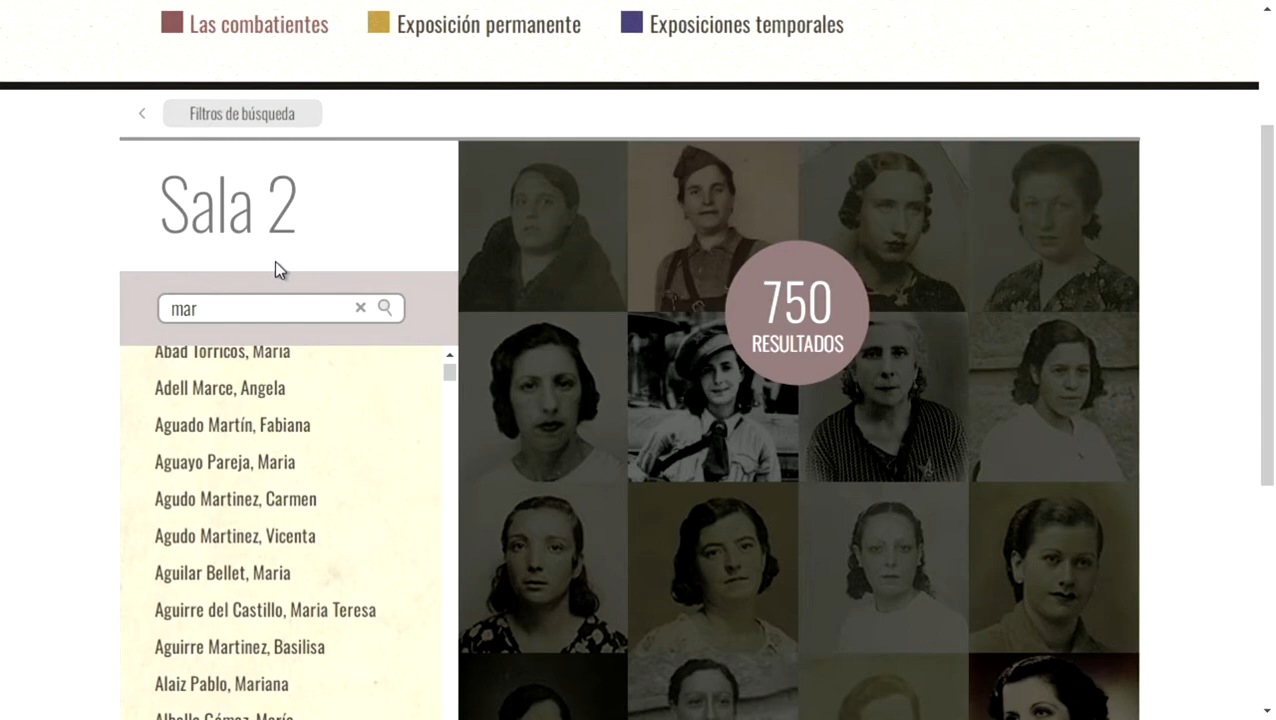 Las combatientes
Exposición permanente
Exposiciones temporales
Filtros de búsqueda
Sala 2
mar
Abad Torricos, Maria
Adell Marce, Angela
Aguado Martín, Fabiana
Aguayo Pareja, Maria
Agudo Martinez, Carmen
Agudo Martinez, Vicenta
Aguilar Bellet, Maria
Aguirre del Castillo, Maria Teresa
Aguirre Martinez, Basilisa
Alaiz Pablo, Mariana
750
RESULTADOS